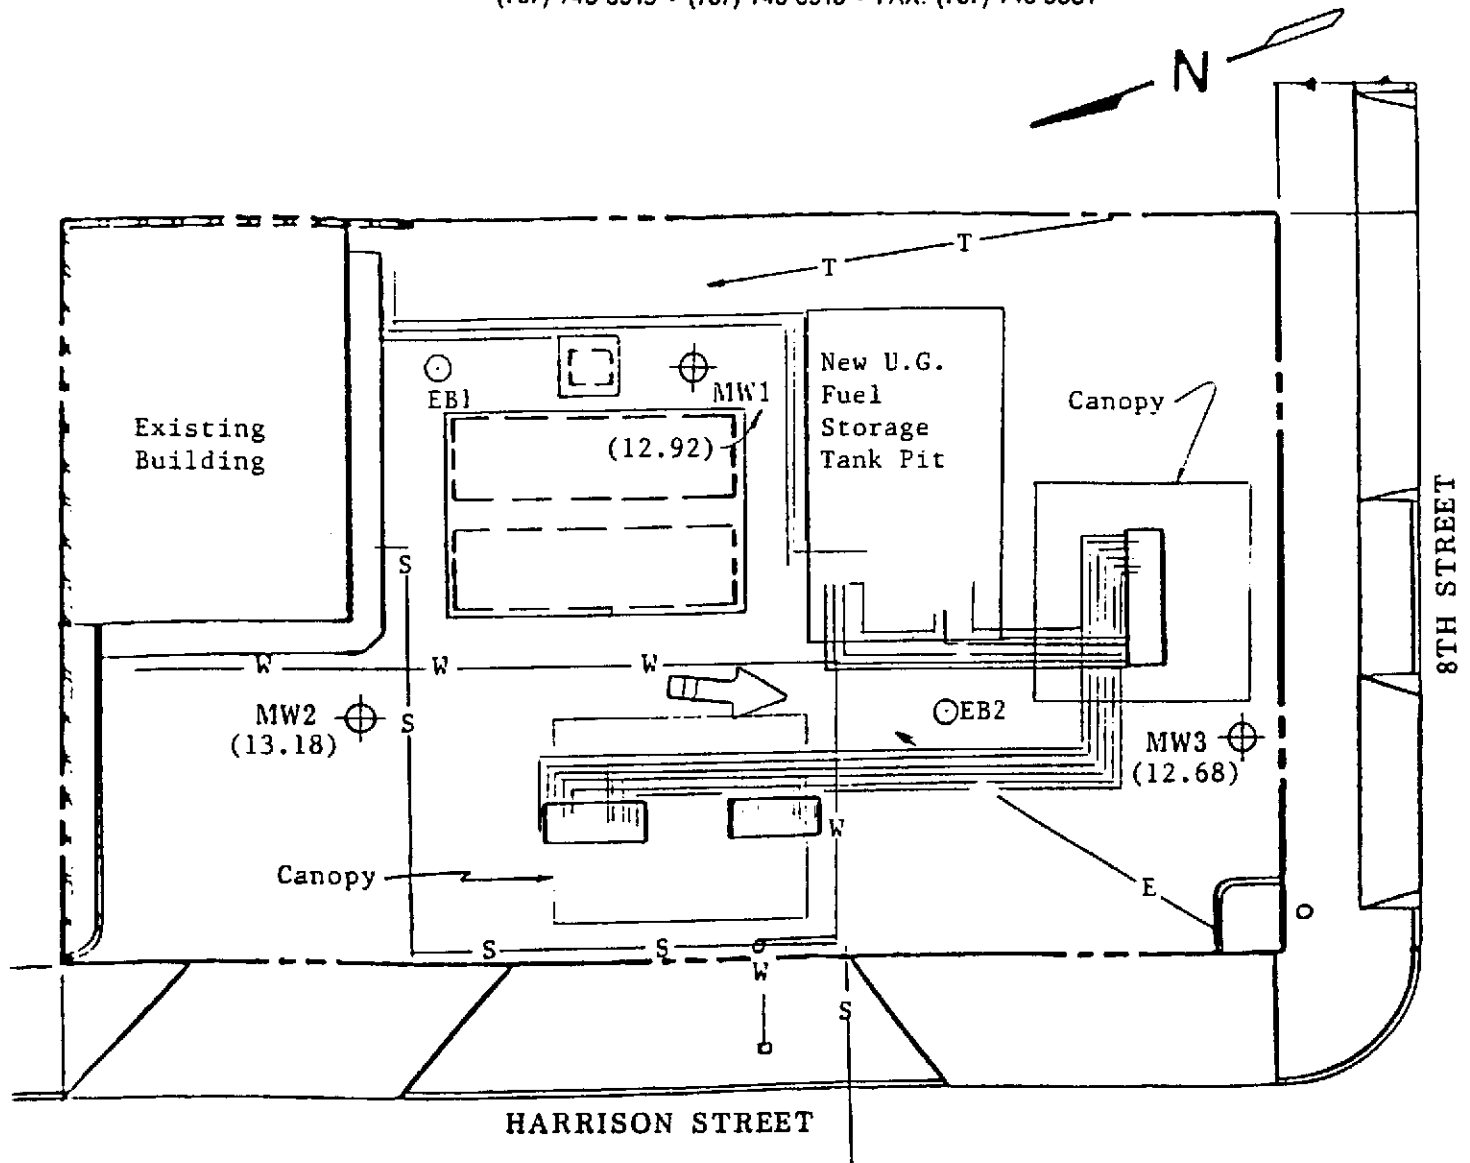 N
T
T
New U.G.
Fuel
Storage
Tank Pit
EB1
MW1
Canopy
Existing
Building
(12.92)
8TH STREET
S
W
W
W
MW2
(13.18)
S
EB2
MW3
(12.68)
W
Canopy
E
S
S
W
S
HARRISON STREET